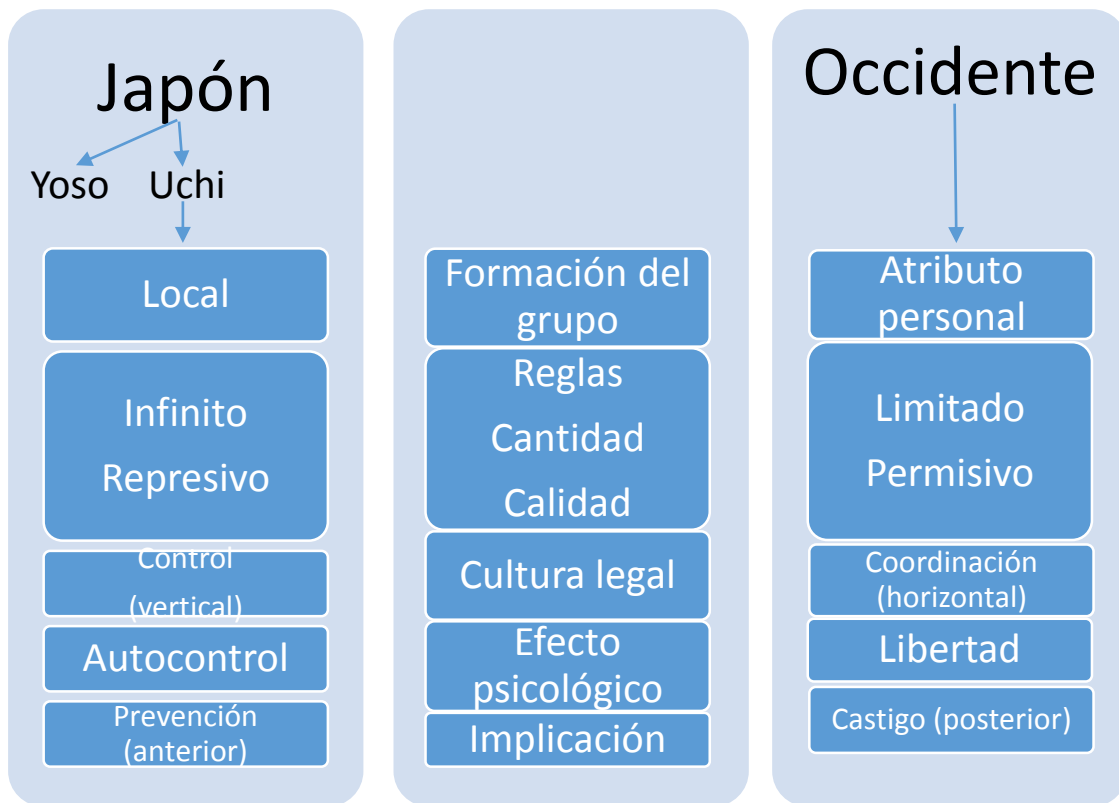 Japón
Yoso
Uchi
Local
Infinito
Represivo
Control
(vertical)
Autocontrol
Prevención
(anterior)
Formación del
grupo
Reglas
Cantidad
Calidad
Cultura legal
Efecto
psicológico
Implicación
Occidente
Atributo
personal
Limitado
Permisivo
Coordinación
(horizontal)
Libertad
Castigo (posterior)